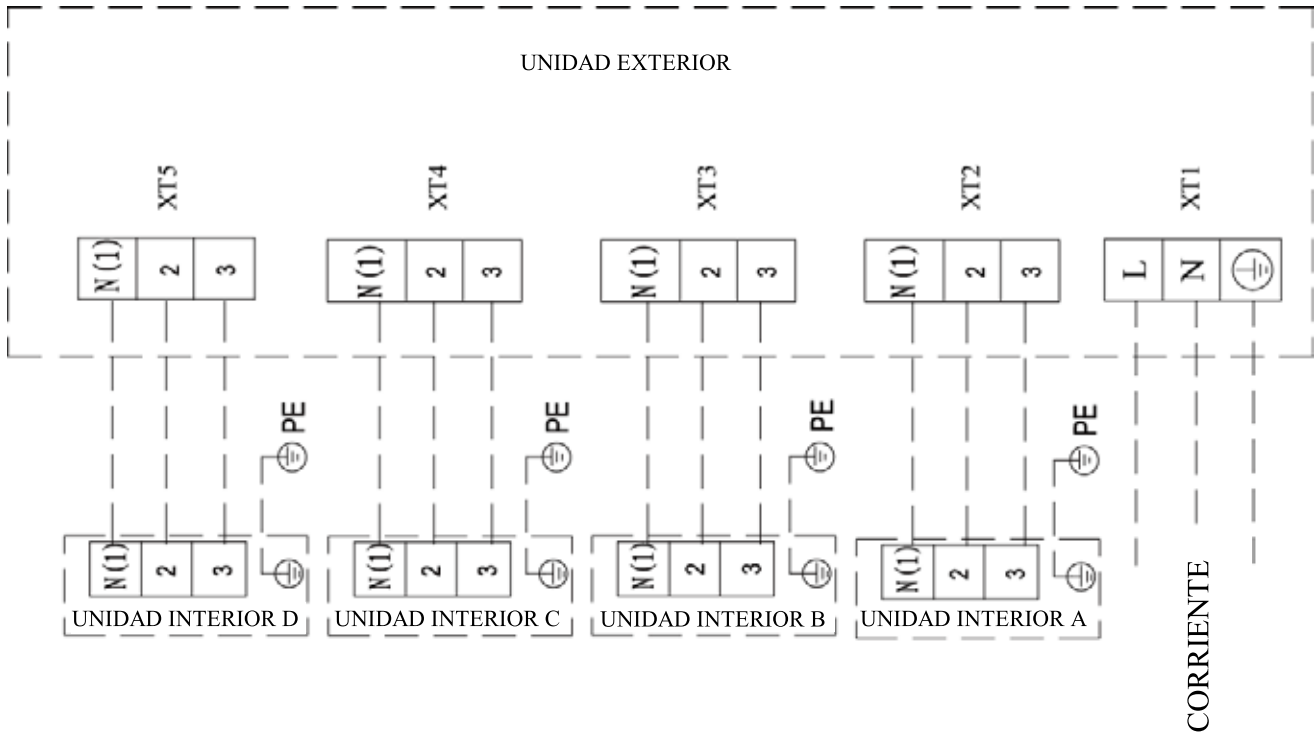 UNIDAD EXTERIOR
XT5
XT4
XT3
XT2
XT1
N(1) 2 3
N(1) 2 3
N(1) 2 3
N(1) 2 3
L N
PE
PE
PE
PE
N(1) 2 3
N(1) 2 3
N(1) 2 3
N(1) 2 3
UNIDAD INTERIOR D
UNIDAD INTERIOR C
UNIDAD INTERIOR B
UNIDAD INTERIOR A
CORRIENTE